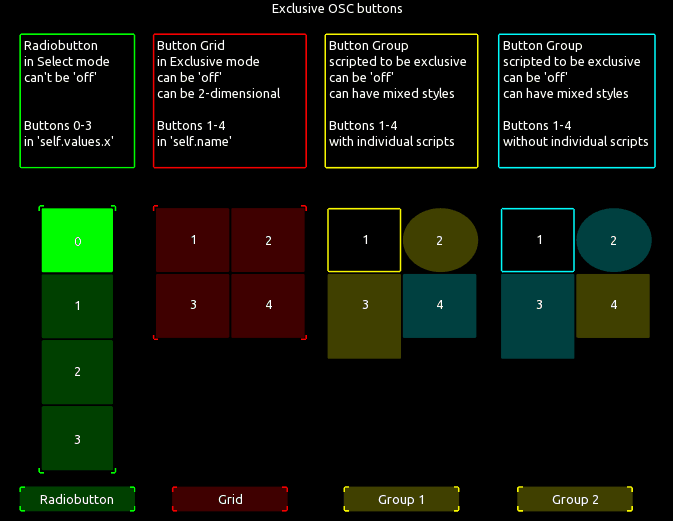 Exclusive OSC buttons
Radiobutton
in Select mode
can't be 'off'
Buttons 0-3
in 'self.values.x'
Button Grid
in Exclusive mode
can be 'off'
can be 2-dimensional
Buttons 1-4
in 'self.name'
Button Group
scripted to be exclusive
can be 'off'
can have mixed styles
Buttons 1-4
with individual scripts
Button Group
scripted to be exclusive
can be 'off'
can have mixed styles
Buttons 1-4
without individual scripts
0
1
2
3
1
2
3
4
1
2
3
4
1
2
3
4
Radiobutton
Grid
Group 1
Group 2